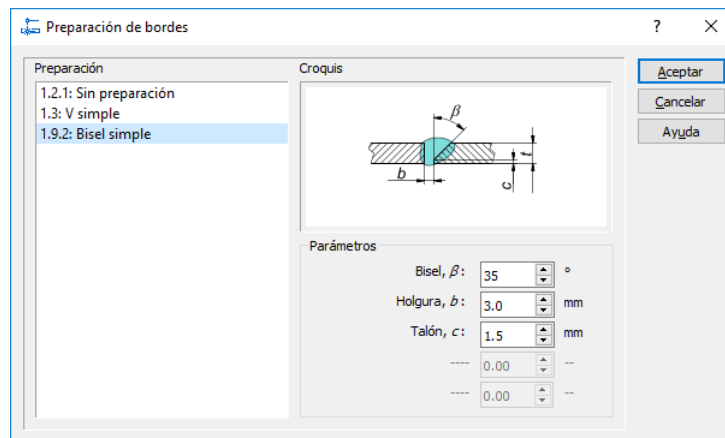 Preparación de bordes
?
Preparación
1.2.1: Sin preparación
1.3: V simple
1.9.2: Bisel simple
Croquis
β
b
c
t
Parámetros
Bisel, β: 35 °
Holgura, b: 3.0 mm
Talón, c: 1.5 mm
---- 0.00 --
---- 0.00 --
Aceptar
Cancelar
Ayuda